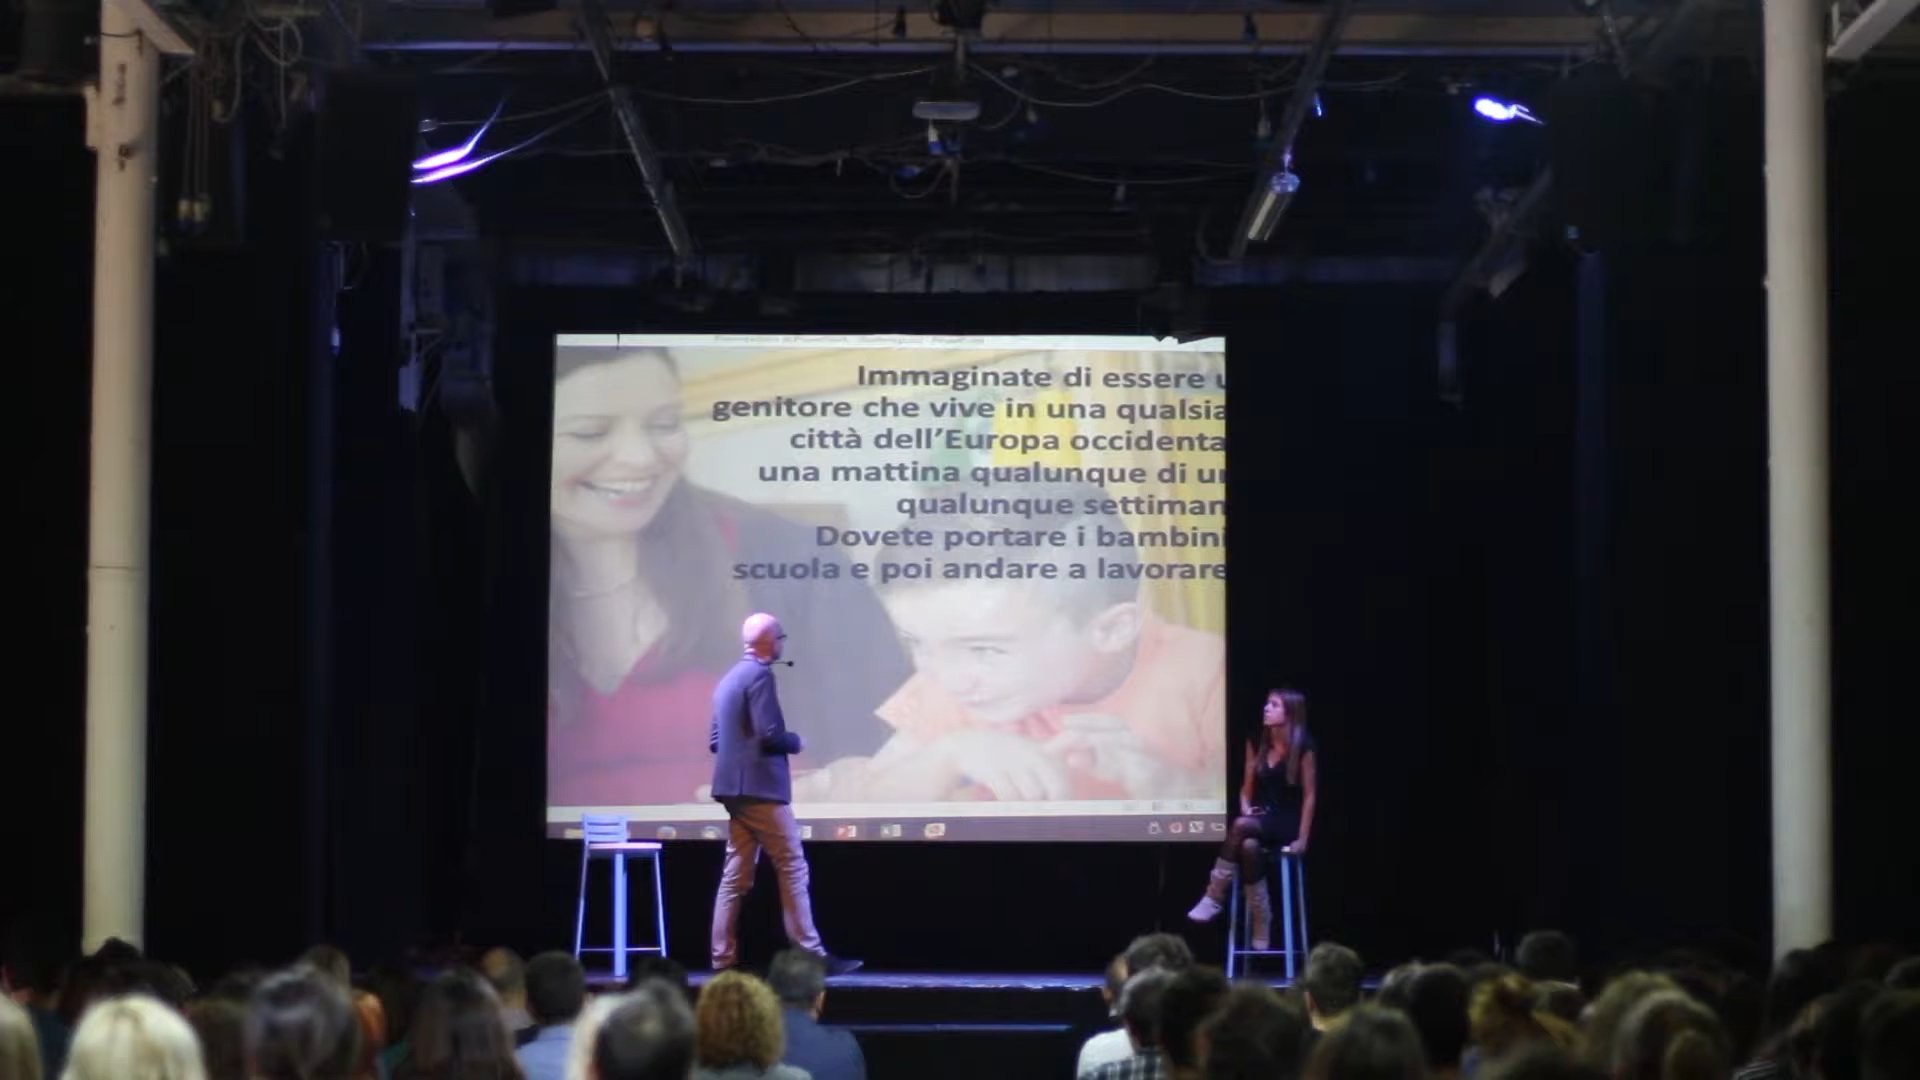 Immaginate di essere u
genitore che vive in una qualsia
città dell'Europa occidenta
una mattina qualunque di un
qualunque settiman
Dovete portare i bambini
scuola e poi andare a lavorare